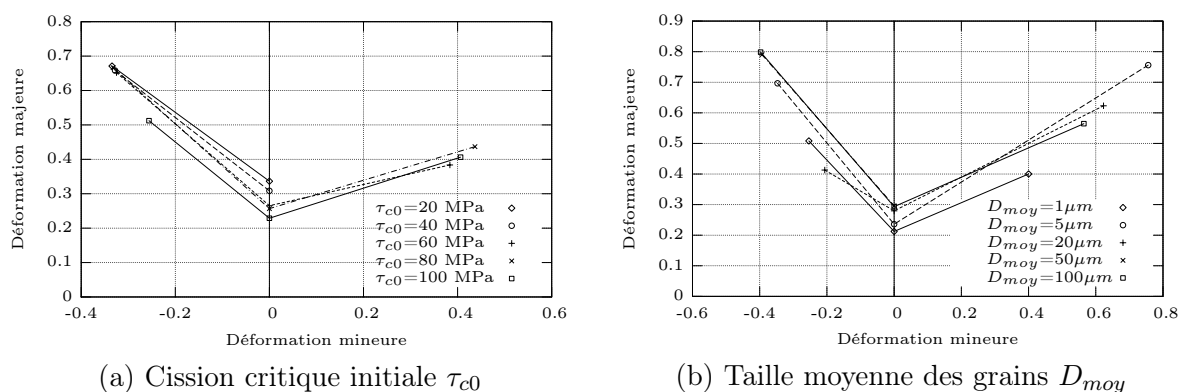 0.8
0.7
0.6
0.5
0.4
0.3
0.2
0.1
0
-0.4 -0.2 0 0.2 0.4 0.6
Déformation majeure
Déformation mineure
τc0=20 MPa
τc0=40 MPa
τc0=60 MPa
τc0=80 MPa
τc0=100 MPa
(a) Cission critique initiale τc0
0.9
0.8
0.7
0.6
0.5
0.4
0.3
0.2
0.1
0
-0.6 -0.4 -0.2 0 0.2 0.4 0.6 0.8
Déformation majeure
Déformation mineure
Dmoy=1μm
Dmoy=5μm
Dmoy=20μm
Dmoy=50μm
Dmoy=100μm
(b) Taille moyenne des grains Dmoy